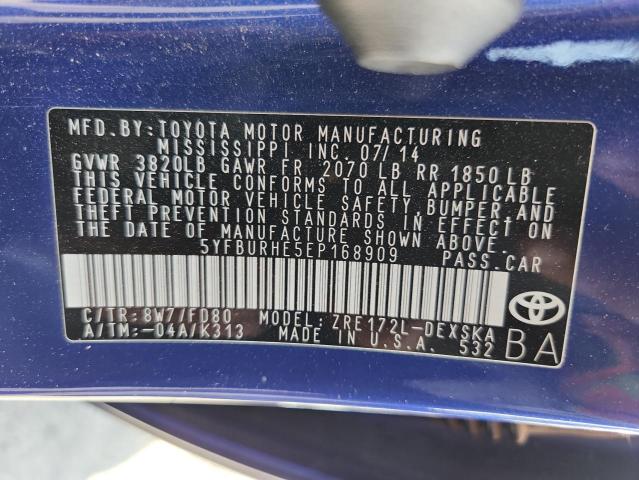 MFD.BY:TOYOTA MOTOR MANUFACTURING
MISSISSIPPI INC. 07/14
GVWR 3820LB GAWR FR 2070 LB RR 1850 LB
THIS VEHICLE CONFORMS TO ALL APPLICABLE
FEDERAL MOTOR VEHICLE SAFETY, BUMPER, AND
THEFT PREVENTION STANDARDS IN EFFECT ON
THE DATE OF MANUFACTURE SHOWN ABOVE.
5YFBURHE5EP168909 PASS.CAR
C/TR:8W7/FD80 MODEL:ZRE172L-DEXSKA
A/TM:-04A/K313 MADE IN U.S.A. 532 BA